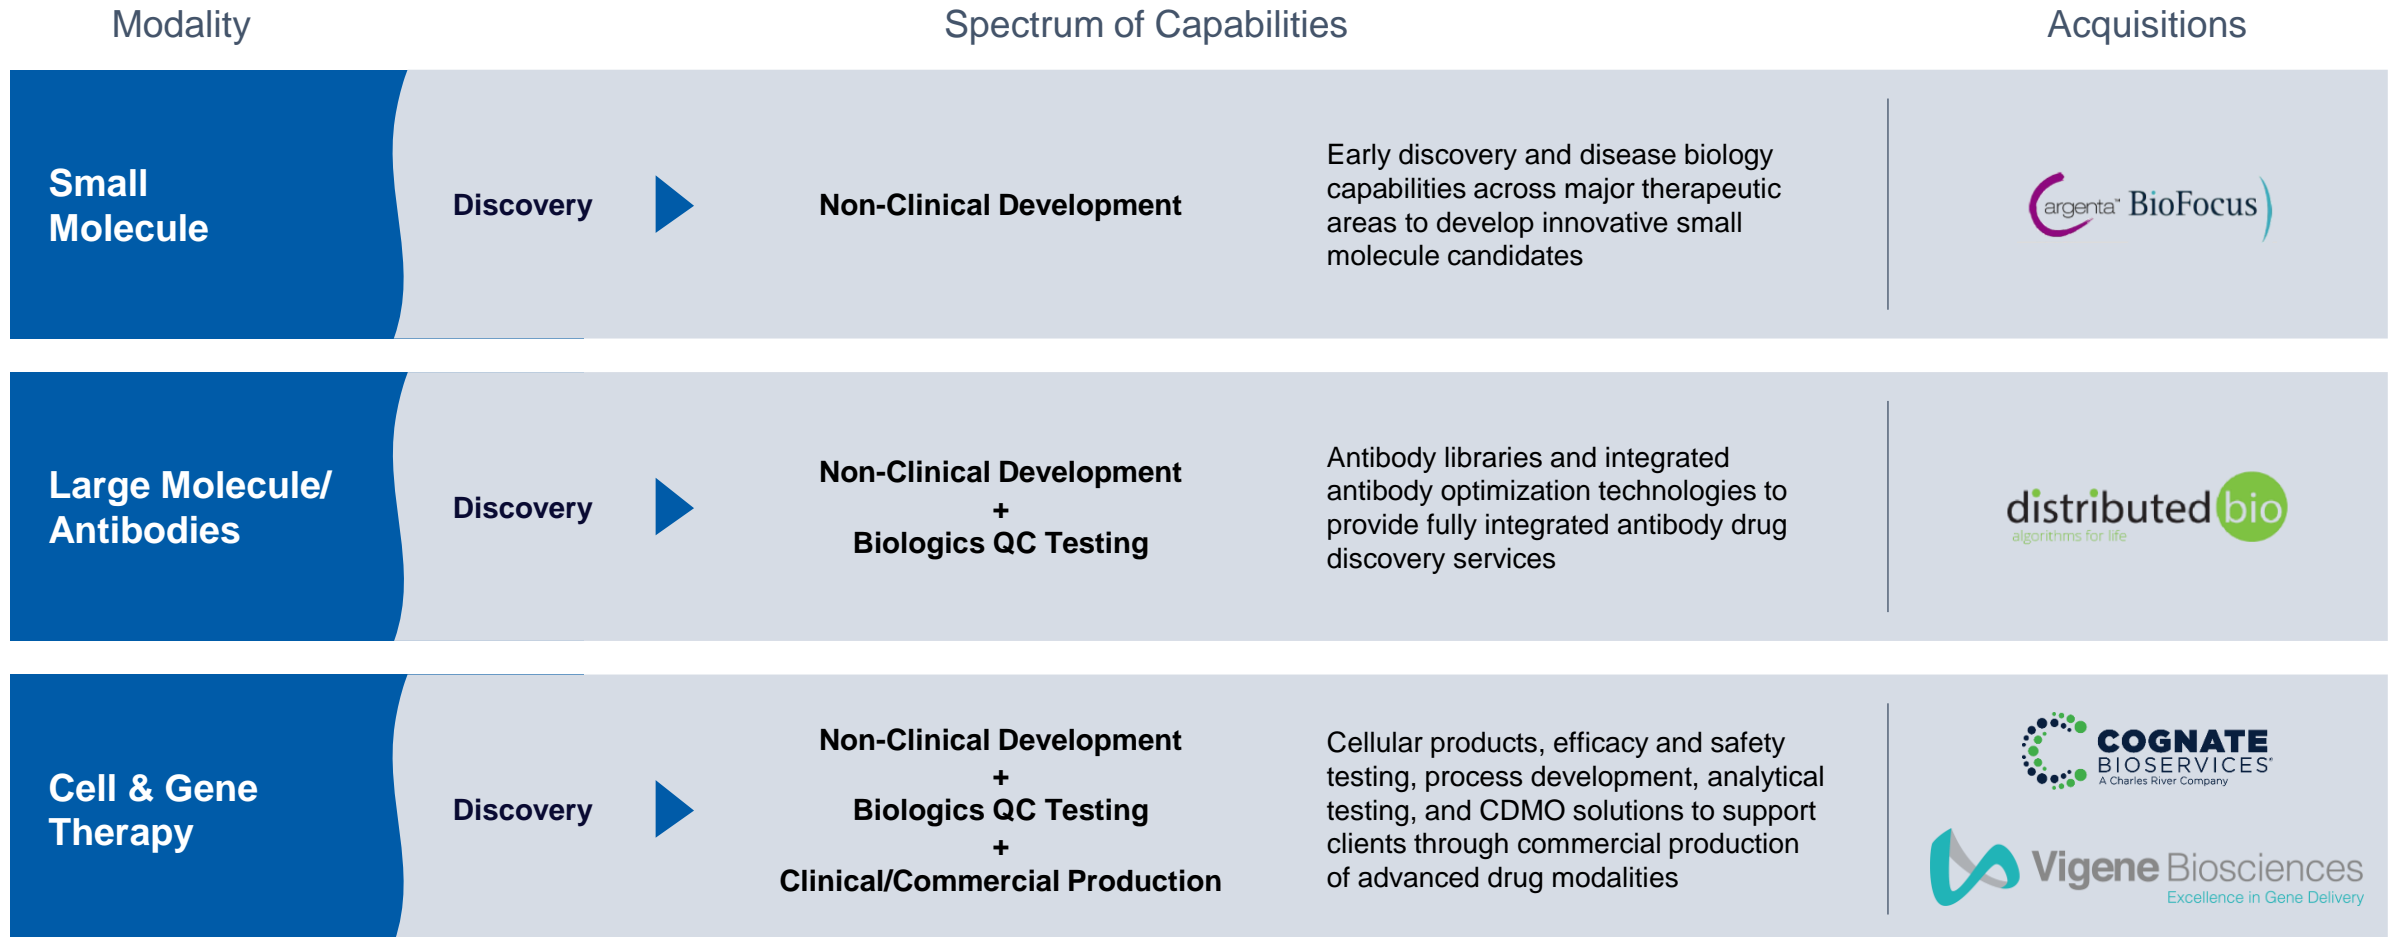 Modality
Spectrum of Capabilities
Acquisitions
Small
Molecule
Discovery
Non-Clinical Development
Early discovery and disease biology
capabilities across major therapeutic
areas to develop innovative small
molecule candidates
argenta™ BioFocus
Large Molecule/
Antibodies
Discovery
Non-Clinical Development
+
Biologics QC Testing
Antibody libraries and integrated
antibody optimization technologies to
provide fully integrated antibody drug
discovery services
distributed bio
algorithms for life
Cell & Gene
Therapy
Discovery
Non-Clinical Development
+
Biologics QC Testing
+
Clinical/Commercial Production
Cellular products, efficacy and safety
testing, process development, analytical
testing, and CDMO solutions to support
clients through commercial production
of advanced drug modalities
COGNATE
BIOSERVICES®
A Charles River Company
Vigene Biosciences
Excellence in Gene Delivery